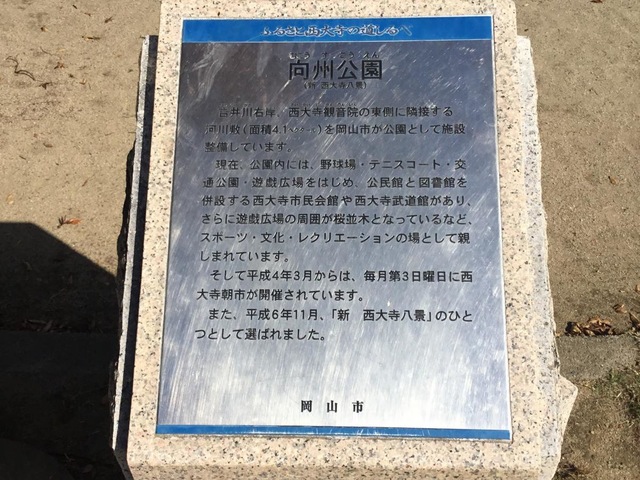 ふるさと西大寺の道しるべ
向州公園
(新 西大寺八景)
吉井川右岸、西大寺観音院の東側に隣接する
河川敷(面積4.1ヘクタール)を岡山市が公園として施設
整備しています。
現在、公園内には、野球場・テニスコート・交
通公園・遊戯広場をはじめ、公民館と図書館を
併設する西大寺市民会館や西大寺武道館があり、
さらに遊戯広場の周囲が桜並木となっているなど、
スポーツ・文化・レクリエーションの場として親
しまれています。
そして平成4年3月からは、毎月第3日曜日に西
大寺朝市が開催されています。
また、平成6年11月、「新 西大寺八景」のひと
つとして選ばれました。
岡山市